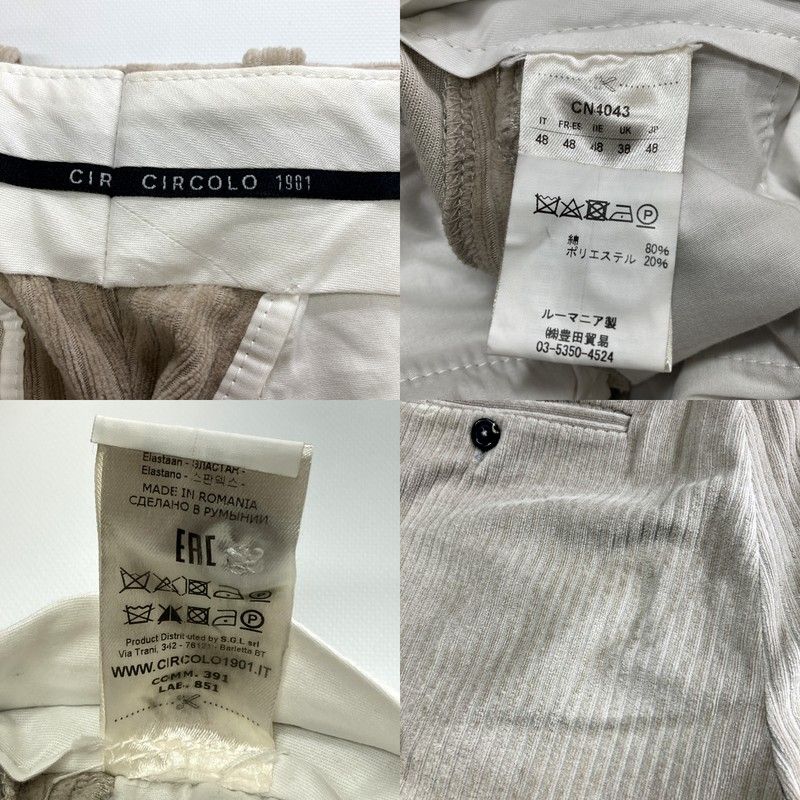 CIR CIRCOLO 1901
CN4043
IT FR-ES DE UK JP
48 48 48 38 48
綿 80%
ポリエステル 20%
ルーマニア製
㈱豊田貿易
03-5350-4524
Elastaan - ЭЛАСТАН -
Elastano - 스판덱스 -
MADE IN ROMANIA
СДЕЛАНО В РУМЫНИИ
EAC
Product Distributed by S.G.L srl
Via Trani, 342 - 76121 - Barletta BT
WWW.CIRCOLO1901.IT
COMM. 391
LAE. 851